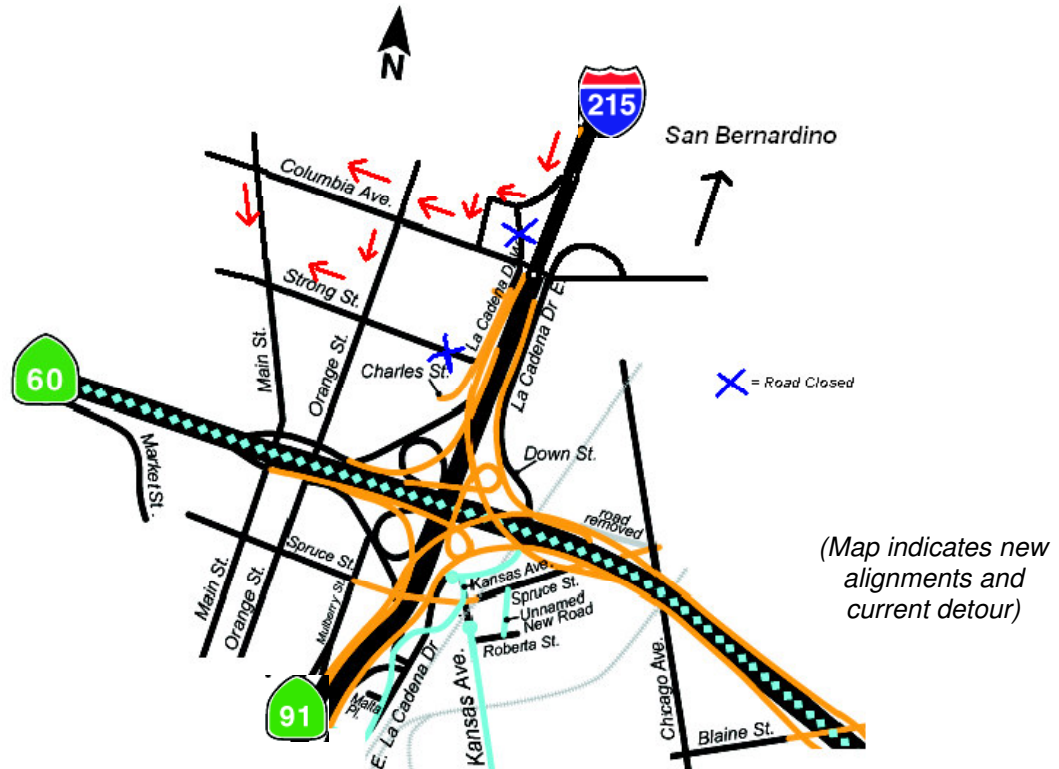 N
215
San Bernardino
Columbia Ave.
La Cadena Dr W.
Strong St.
La Cadena Dr E.
Main St.
Orange St.
Charles St.
60
= Road Closed
Market St.
Down St.
road
removed
(Map indicates new
alignments and
current detour)
Spruce St.
Kansas Ave.
Spruce St.
Unnamed
New Road
Roberta St.
Main St.
Orange St.
Mulberry St.
Malta
Pl.
91
E. La Cadena Dr
Kansas Ave.
Chicago Ave.
Blaine St.